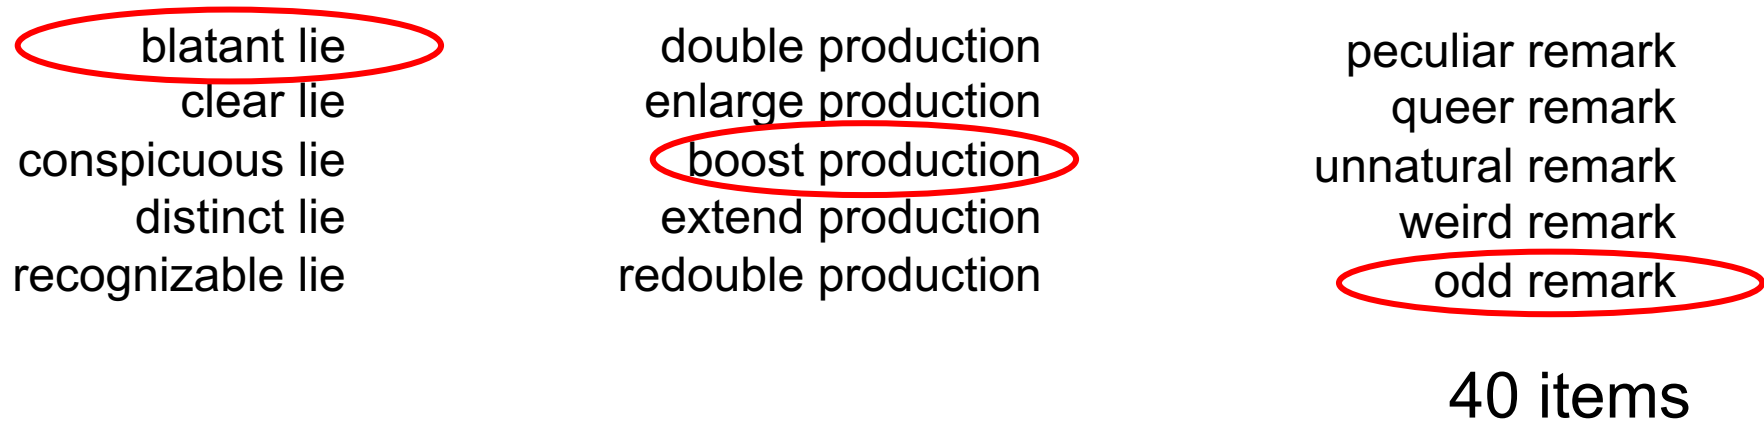 blatant lie
clear lie
conspicuous lie
distinct lie
recognizable lie
double production
enlarge production
boost production
extend production
redouble production
peculiar remark
queer remark
unnatural remark
weird remark
odd remark
40 items